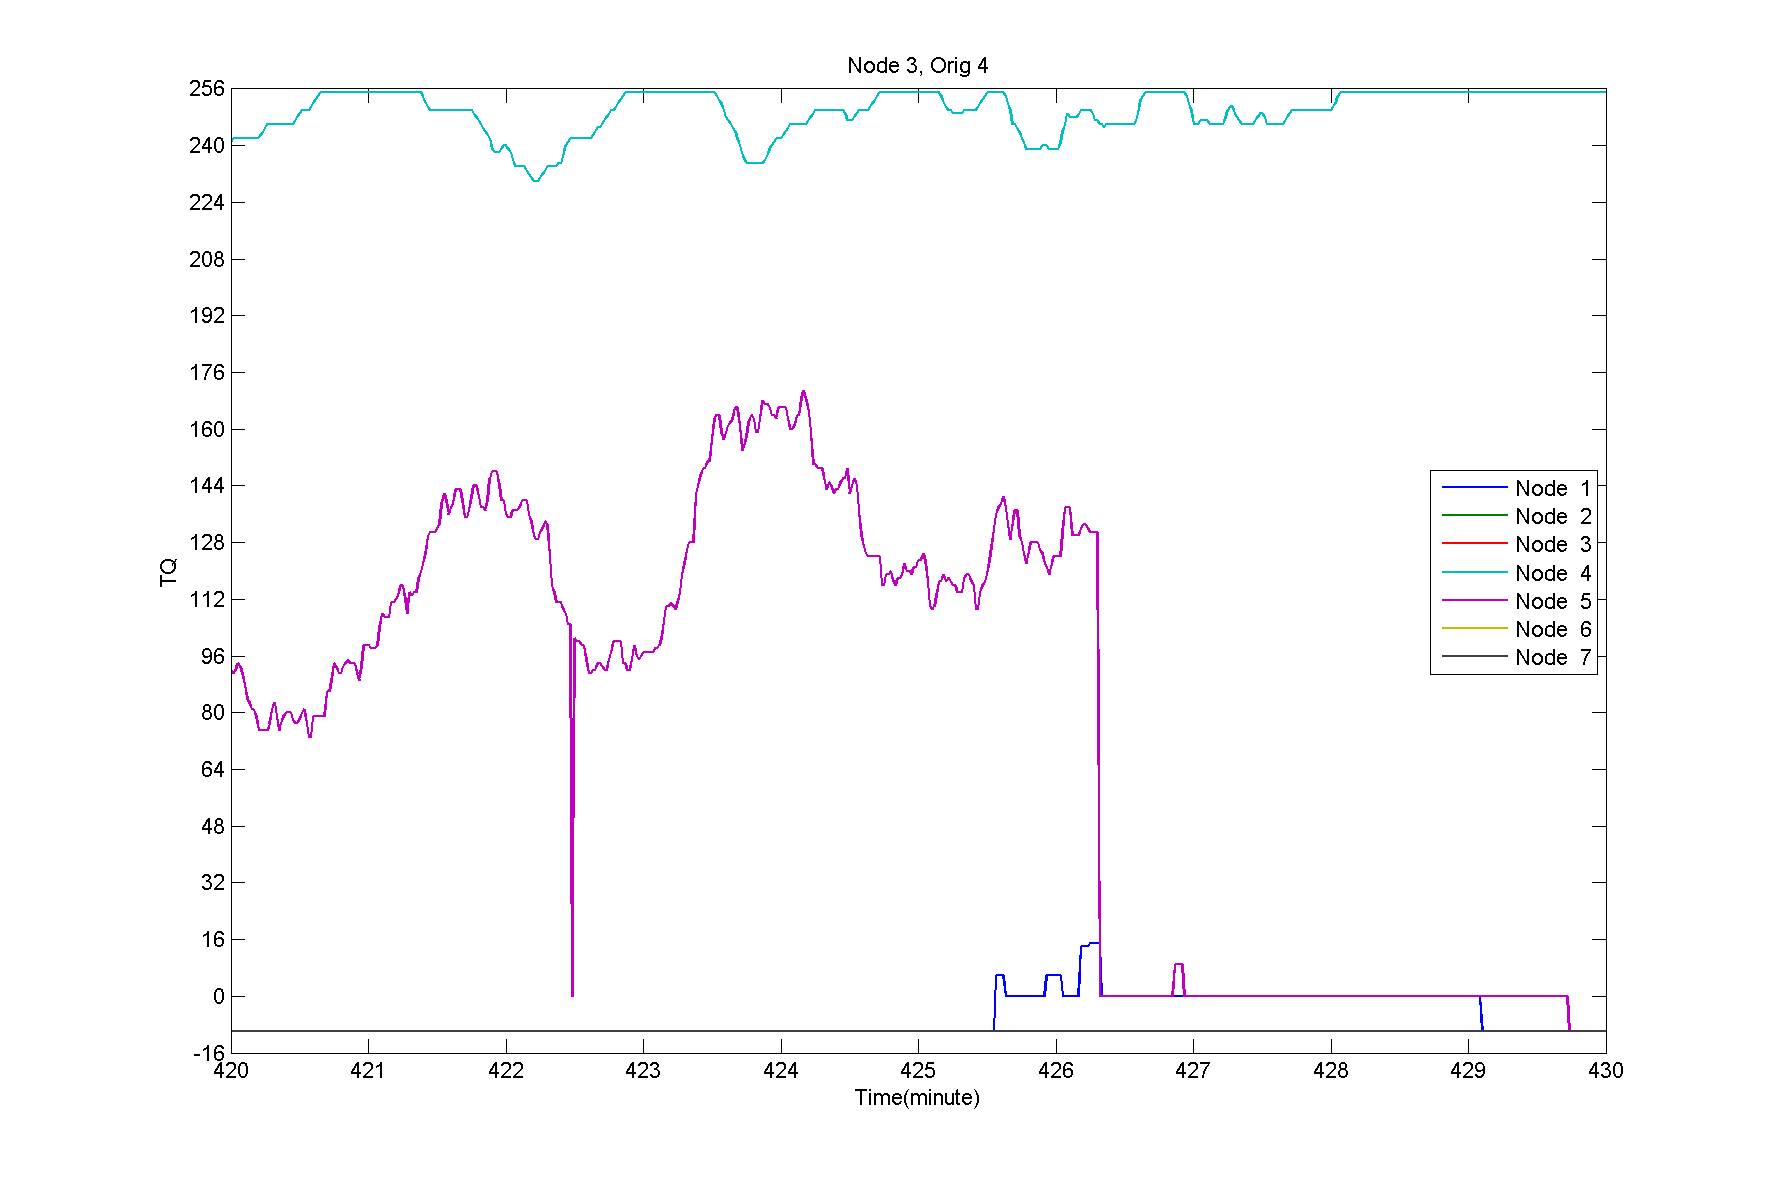 Node 3, Orig 4
256
240
224
208
192
176
160
144
128
112
96
80
64
48
32
16
0
-16
TQ
Node 1
Node 2
Node 3
Node 4
Node 5
Node 6
Node 7
420 421 422 423 424 425 426 427 428 429 430
Time(minute)